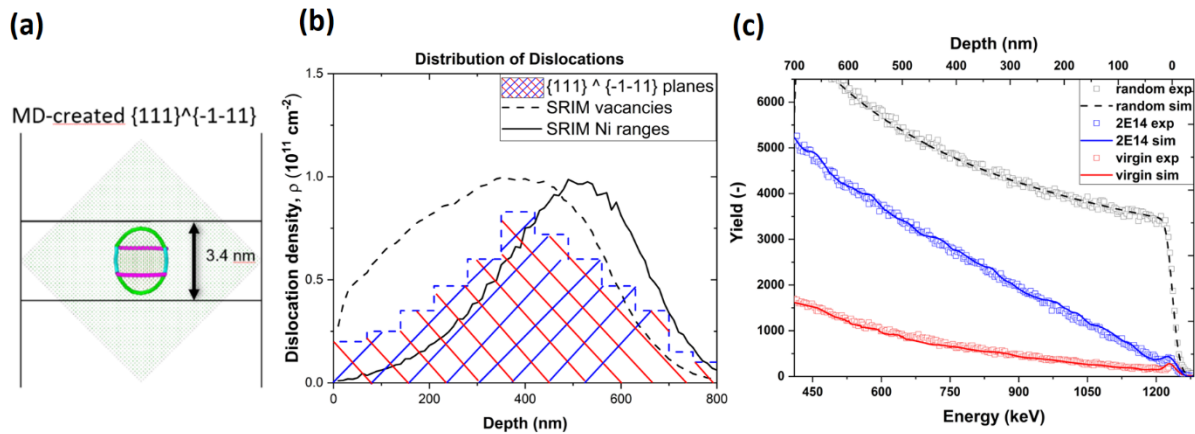 (a)
MD-created {111}^{-1-11}
3.4 nm
(b)
Distribution of Dislocations
{111} ^ {-1-11} planes
SRIM vacancies
SRIM Ni ranges
Dislocation density, ρ (10¹¹ cm⁻²)
1.5
1.0
0.5
0.0
0 200 400 600 800
Depth (nm)
(c)
Depth (nm)
700 600 500 400 300 200 100 0
random exp
random sim
2E14 exp
2E14 sim
virgin exp
virgin sim
Yield (-)
6000
5000
4000
3000
2000
1000
0
450 600 750 900 1050 1200
Energy (keV)